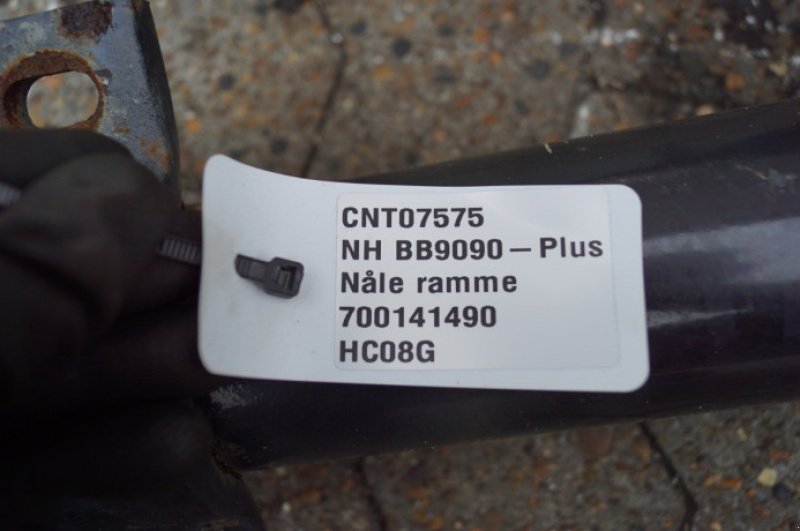 CNT07575
NH BB9090 – Plus
Nåle ramme
700141490
HC08G